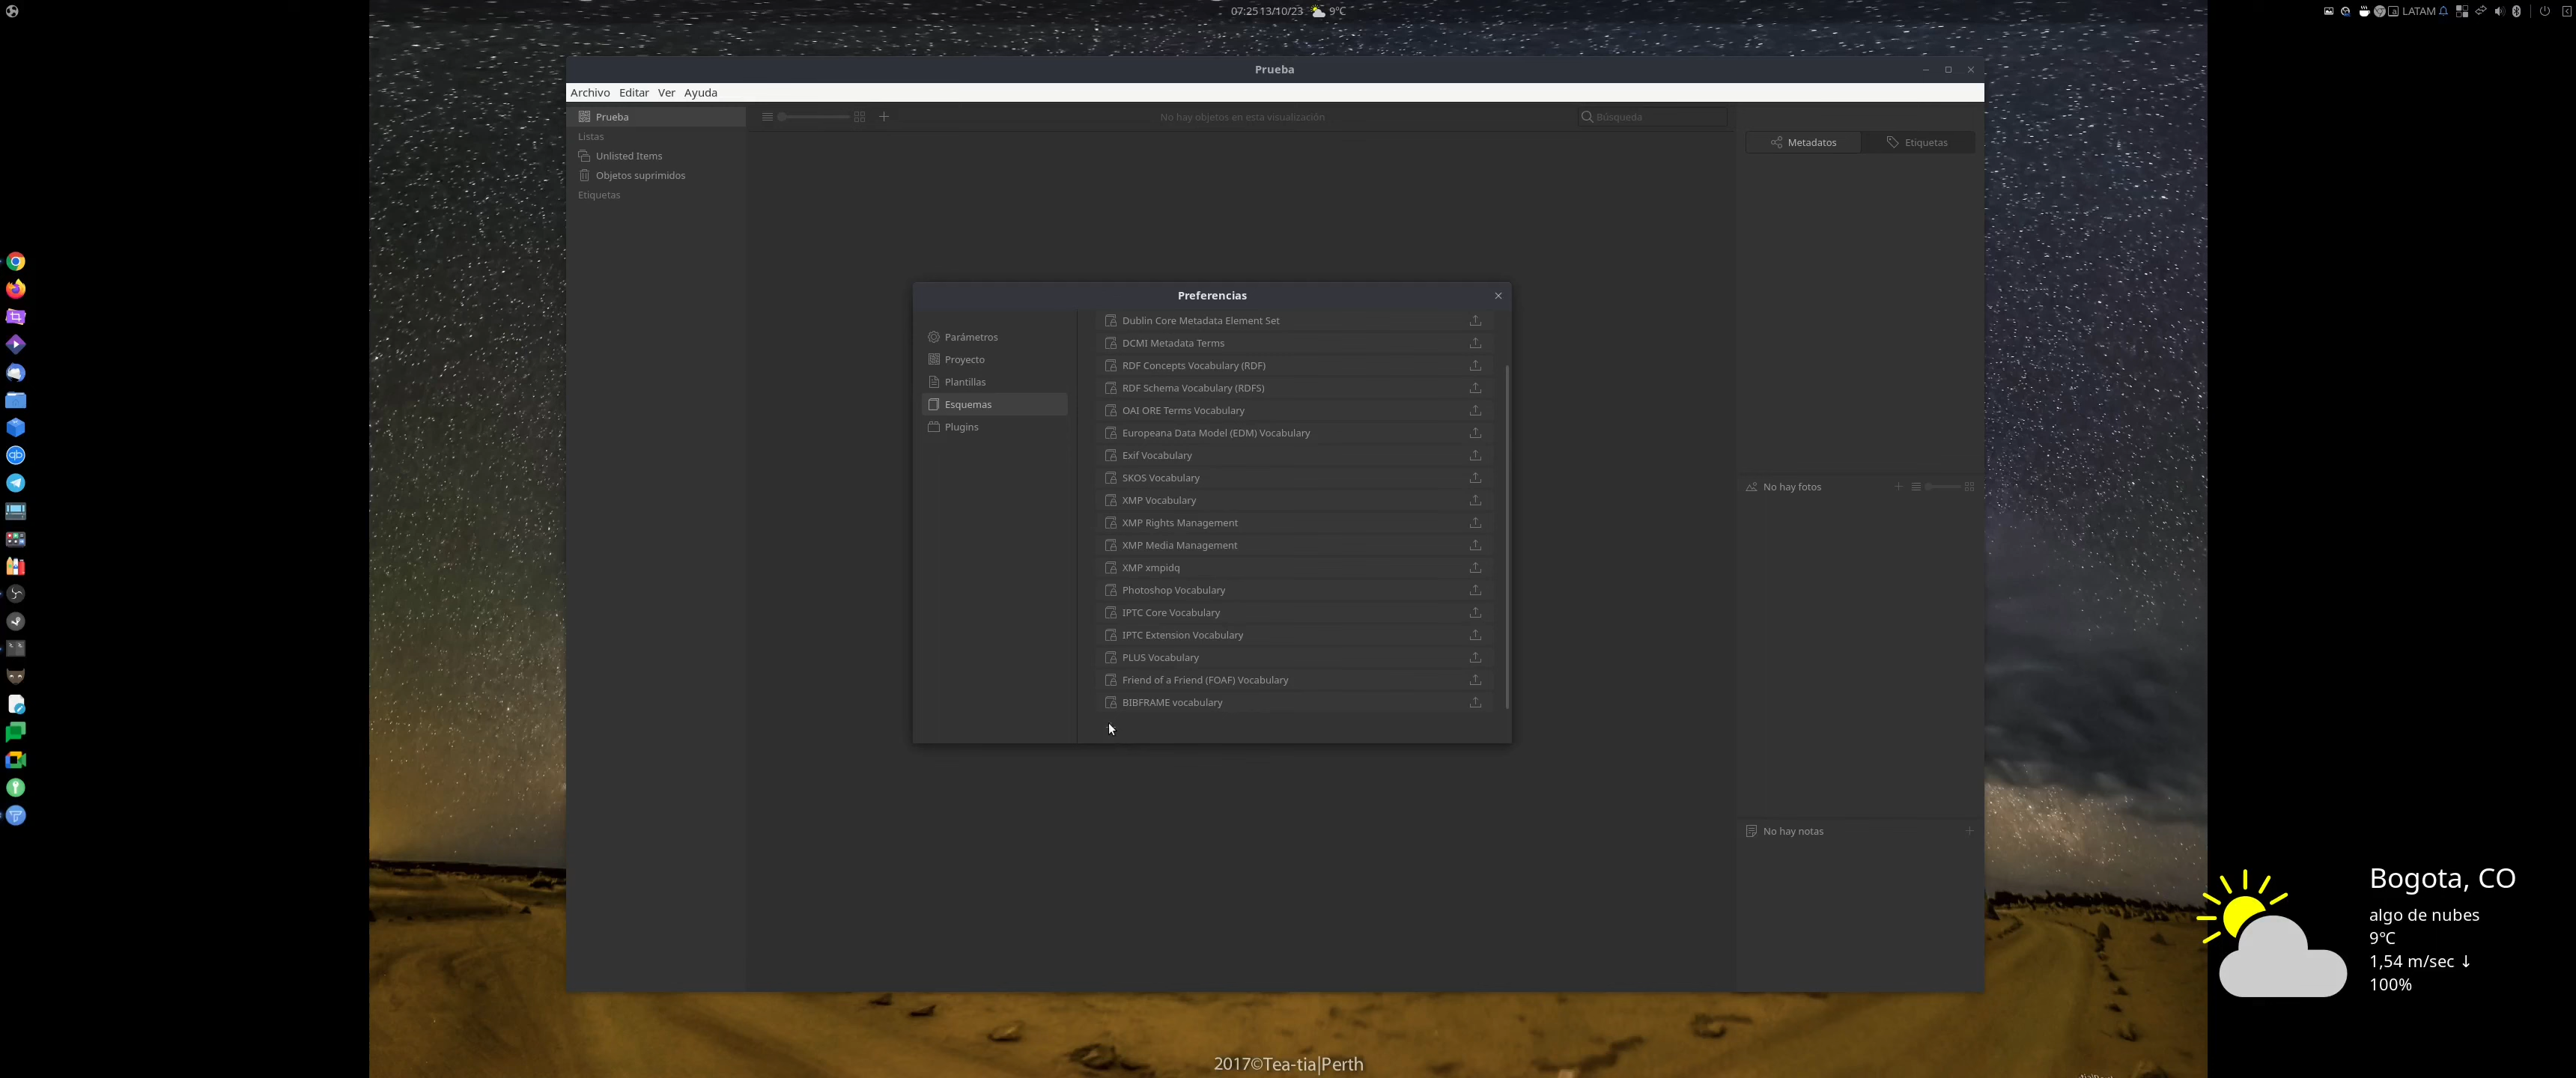 07:25 13/10/23 9°C
LATAM
Prueba
Archivo Editar Ver Ayuda
Prueba
Listas
Unlisted Items
Objetos suprimidos
Etiquetas
No hay objetos en esta visualización
Búsqueda
Metadatos
Etiquetas
Preferencias
Parámetros
Proyecto
Plantillas
Esquemas
Plugins
Dublin Core Metadata Element Set
DCMI Metadata Terms
RDF Concepts Vocabulary (RDF)
RDF Schema Vocabulary (RDFS)
OAI ORE Terms Vocabulary
Europeana Data Model (EDM) Vocabulary
Exif Vocabulary
SKOS Vocabulary
XMP Vocabulary
XMP Rights Management
XMP Media Management
XMP xmpidq
Photoshop Vocabulary
IPTC Core Vocabulary
IPTC Extension Vocabulary
PLUS Vocabulary
Friend of a Friend (FOAF) Vocabulary
BIBFRAME vocabulary
No hay fotos
No hay notas
Bogota, CO
algo de nubes
9°C
1,54 m/sec ↓
100%
2017©Tea-tia|Perth